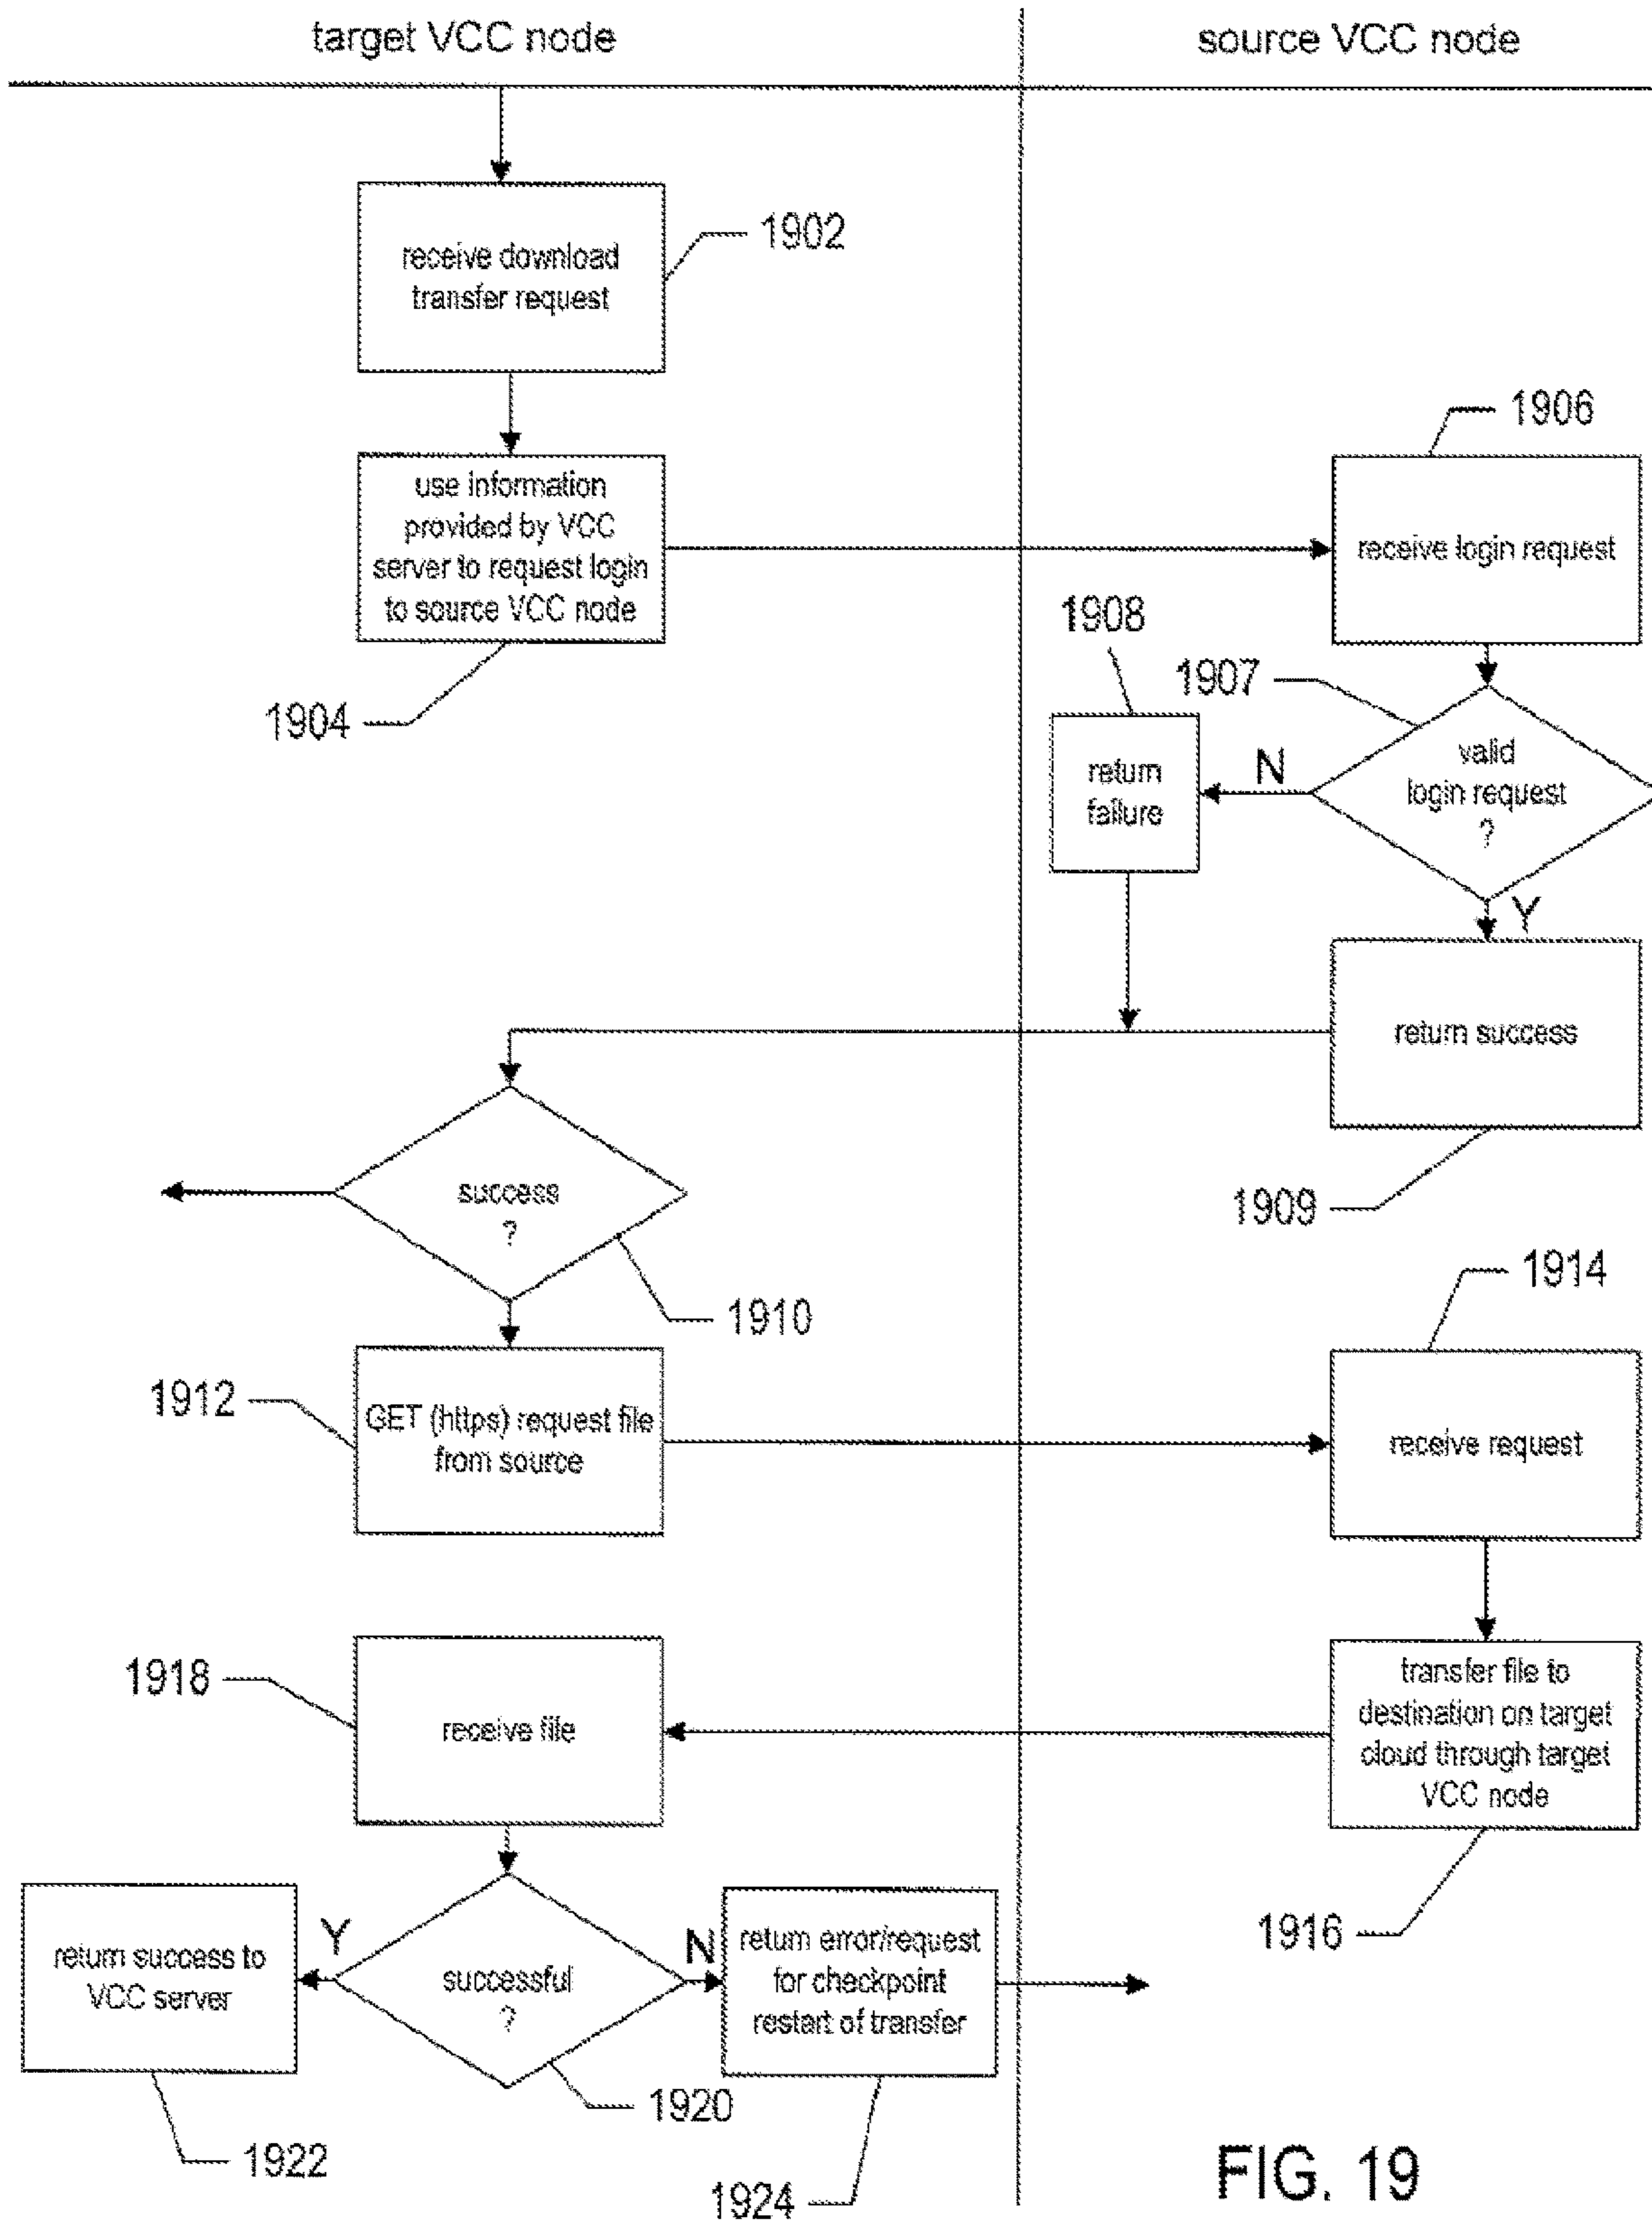 target VCC node
source VCC node
receive download
transfer request
1902
use information
provided by VCC
server to request login
to source VCC node
1904
1906
receive login request
1907
valid
login request
?
N
Y
1908
return
failure
return success
1909
success
?
1910
1912
GET (https) request file
from source
1914
receive request
transfer file to
destination on target
cloud through target
VCC node
1916
1918
receive file
successful
?
Y
N
1920
return success to
VCC server
1922
return error/request
for checkpoint
restart of transfer
1924
FIG. 19